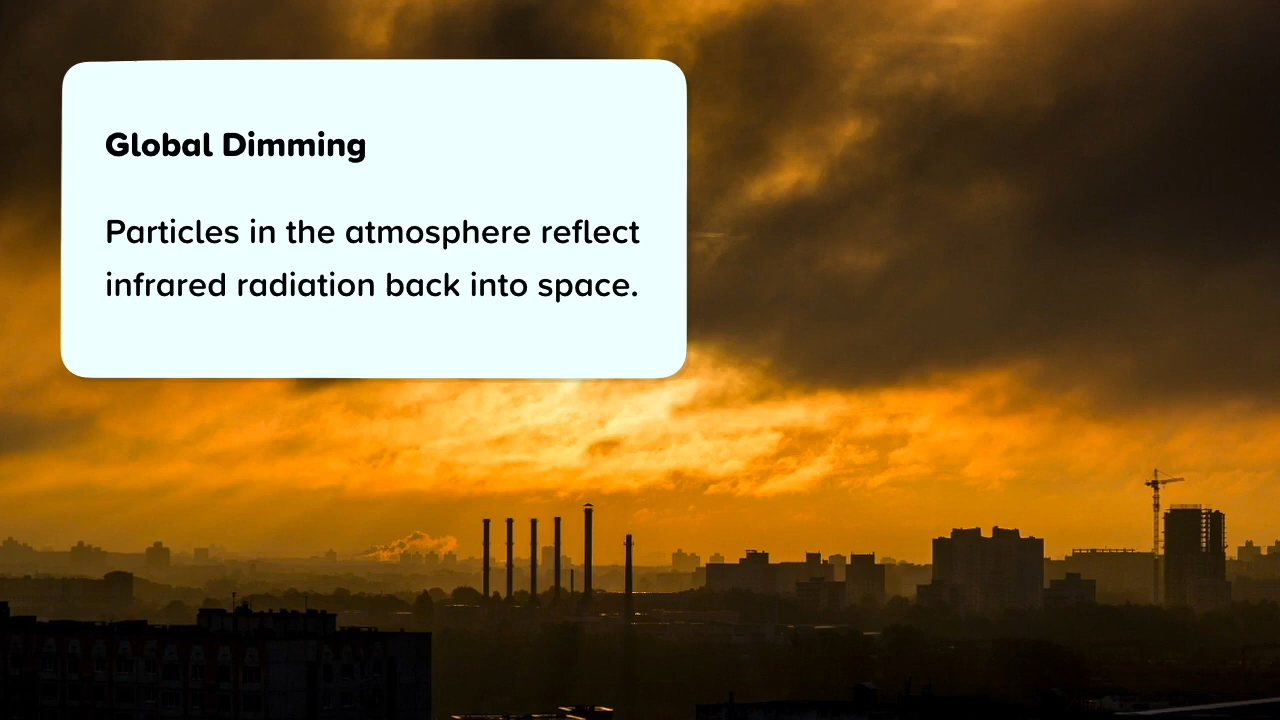 Global Dimming
Particles in the atmosphere reflect
infrared radiation back into space.